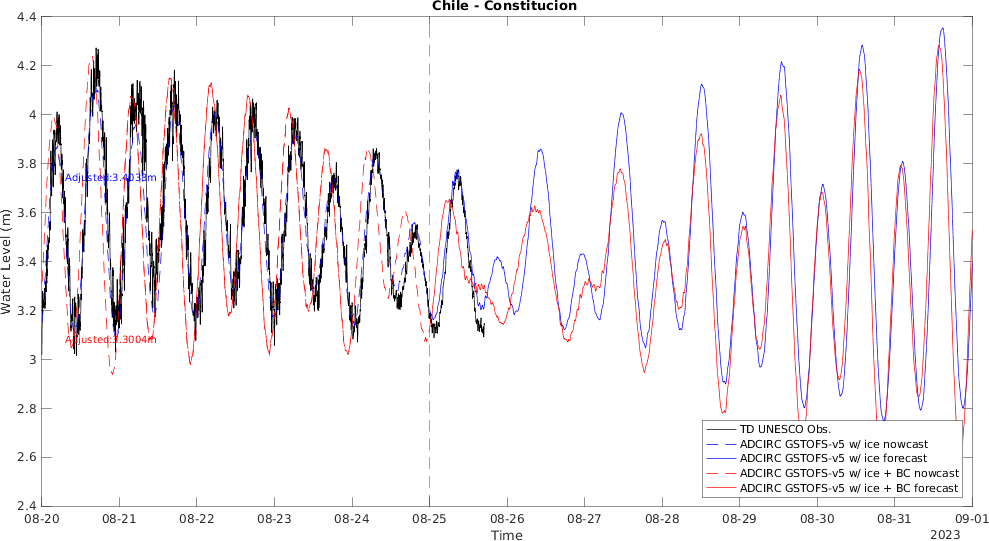 Chile - Constitucion
4.4
4.2
4
3.8
3.6
3.4
3.2
3
2.8
2.6
2.4
Water Level (m)
Adjusted:3.4033m
Adjusted:3.3004m
TD UNESCO Obs.
ADCIRC GSTOFS-v5 w/ ice nowcast
ADCIRC GSTOFS-v5 w/ ice forecast
ADCIRC GSTOFS-v5 w/ ice + BC nowcast
ADCIRC GSTOFS-v5 w/ ice + BC forecast
08-20 08-21 08-22 08-23 08-24 08-25 08-26 08-27 08-28 08-29 08-30 08-31 09-01
Time
2023